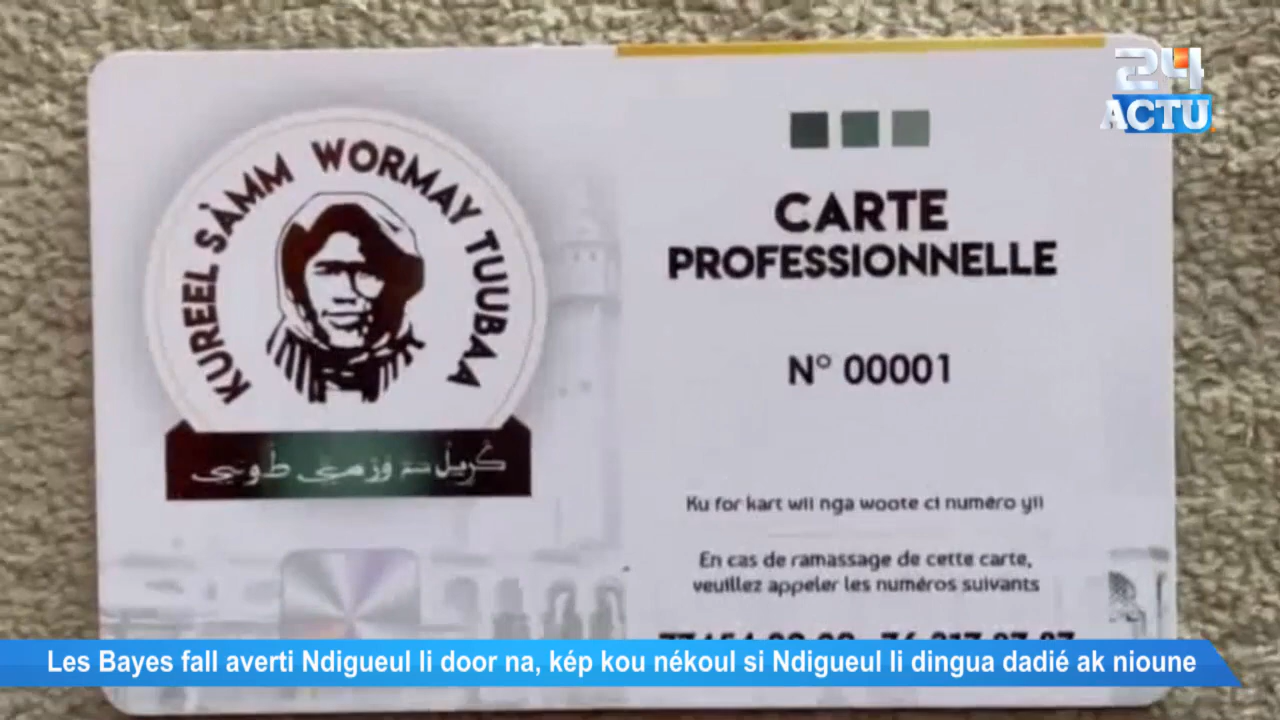 24
ACTU
KUREEL SÀMM WORMAY TUUBAA
CARTE
PROFESSIONNELLE
N° 00001
Ku for kart wii nga woote ci numéro yii
En cas de ramassage de cette carte,
veuillez appeler les numéros suivants
Les Bayes fall averti Ndigueul li door na, kép kou nékoul si Ndigueul li dingua dadié ak nioune